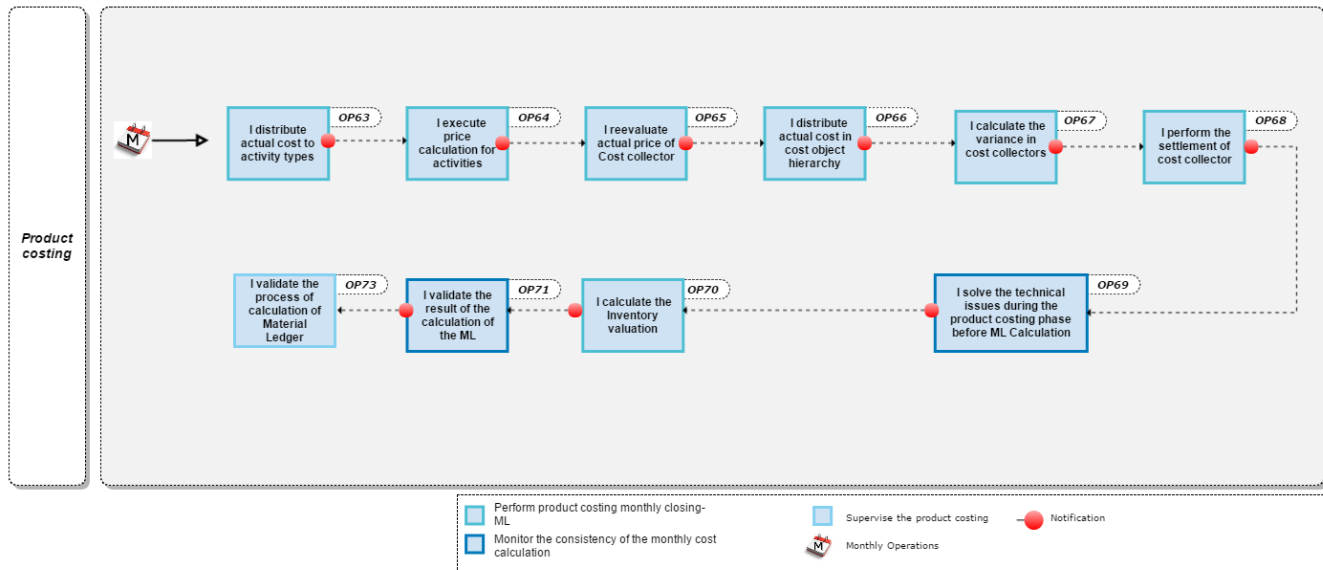 Product
costing
M
I distribute
actual cost to
activity types
OP63
I execute
price
calculation for
activities
OP64
I reevaluate
actual price of
Cost collector
OP65
I distribute
actual cost in
cost object
hierarchy
OP66
I calculate the
variance in
cost collectors
OP67
I perform the
settlement of
cost collector
OP68
I validate the
process of
calculation of
Material
Ledger
OP73
I validate the
result of the
calculation of
the ML
OP71
I calculate the
Inventory
valuation
OP70
I solve the technical
issues during the
product costing phase
before ML Calculation
OP69
Perform product costing monthly closing-
ML
Monitor the consistency of the monthly cost
calculation
Supervise the product costing
Notification
M
Monthly Operations